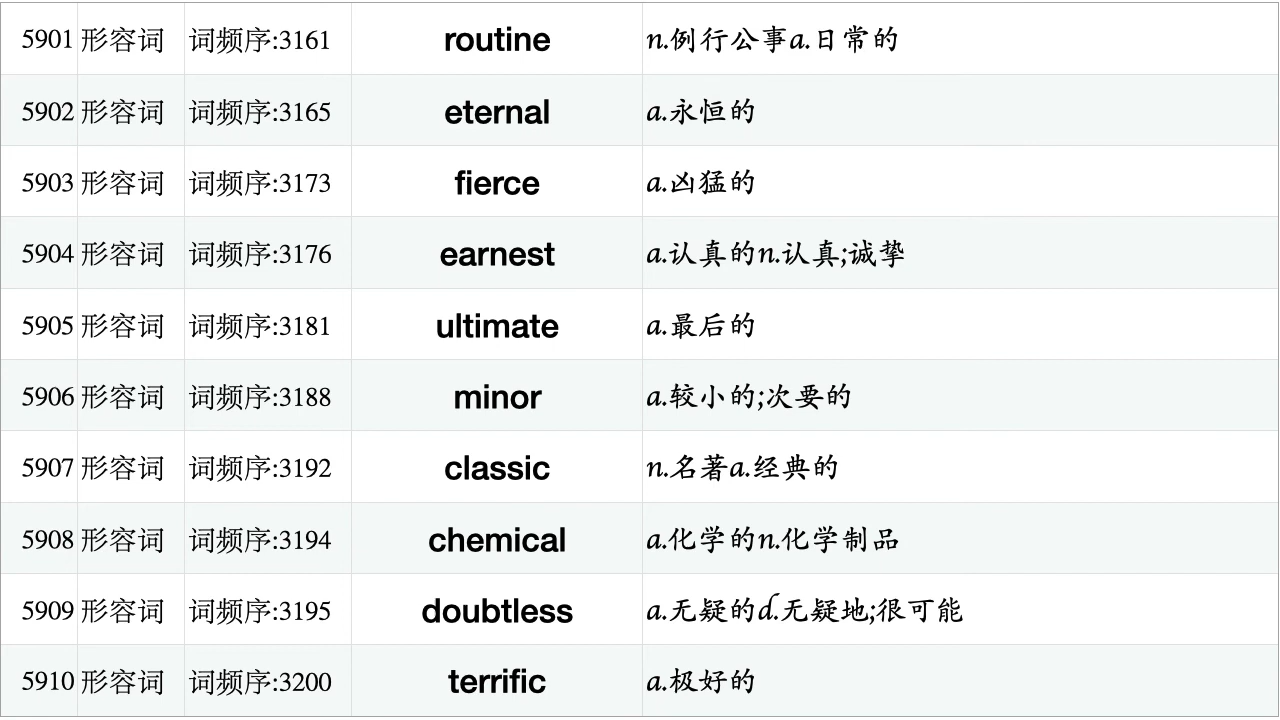 5901 形容词 词频序:3161 routine n.例行公事a.日常的
5902 形容词 词频序:3165 eternal a.永恒的
5903 形容词 词频序:3173 fierce a.凶猛的
5904 形容词 词频序:3176 earnest a.认真的n.认真;诚挚
5905 形容词 词频序:3181 ultimate a.最后的
5906 形容词 词频序:3188 minor a.较小的;次要的
5907 形容词 词频序:3192 classic n.名著a.经典的
5908 形容词 词频序:3194 chemical a.化学的n.化学制品
5909 形容词 词频序:3195 doubtless a.无疑的d.无疑地;很可能
5910 形容词 词频序:3200 terrific a.极好的